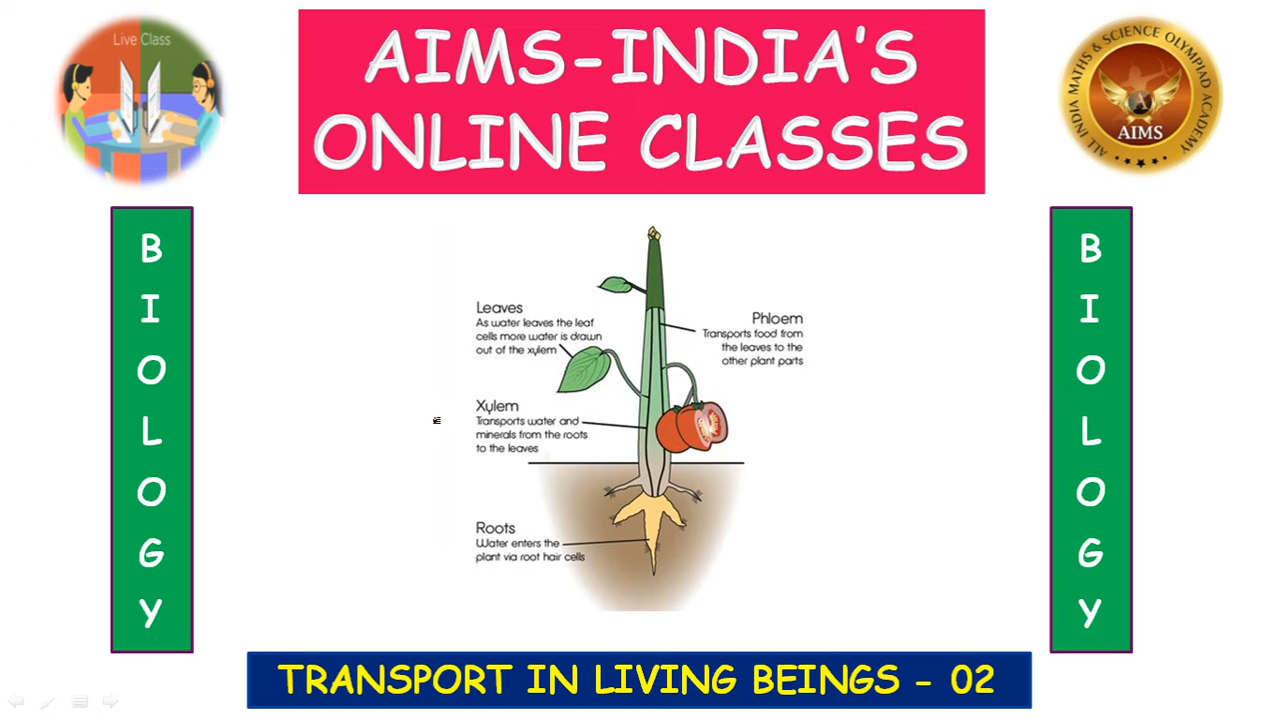 Live Class
AIMS-INDIA'S
ONLINE CLASSES
ALL INDIA MATHS & SCIENCE OLYMPIAD ACADEMY
A
AIMS
B
I
O
L
O
G
Y
Leaves
As water leaves the leaf
cells more water is drawn
out of the xylem
Phloem
Transports food from
the leaves to the
other plant parts
Xylem
Transports water and
minerals from the roots
to the leaves
Roots
Water enters the
plant via root hair cells
B
I
O
L
O
G
Y
TRANSPORT IN LIVING BEINGS - 02